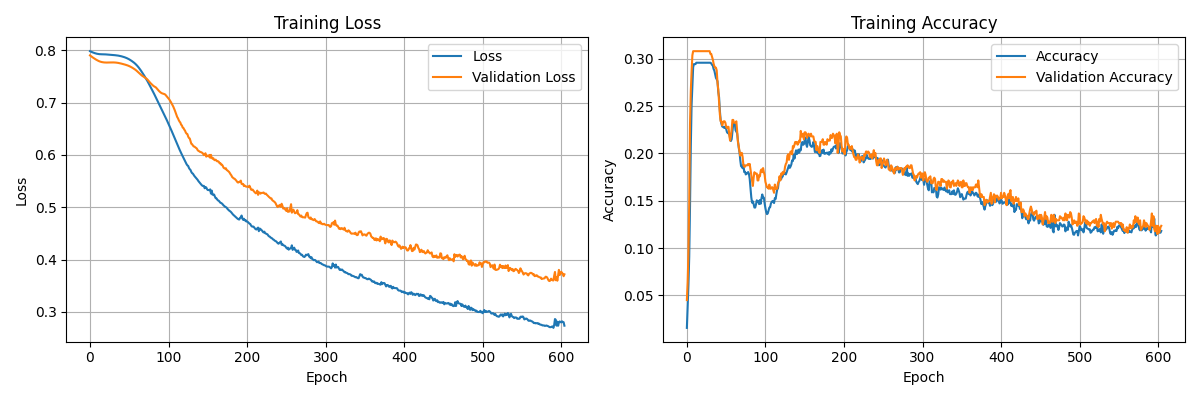 Training Loss
Loss
Validation Loss
0.8
0.7
0.6
0.5
0.4
0.3
Loss
0
100
200
300
400
500
600
Epoch
Training Accuracy
Accuracy
Validation Accuracy
0.30
0.25
0.20
0.15
0.10
0.05
Accuracy
0
100
200
300
400
500
600
Epoch